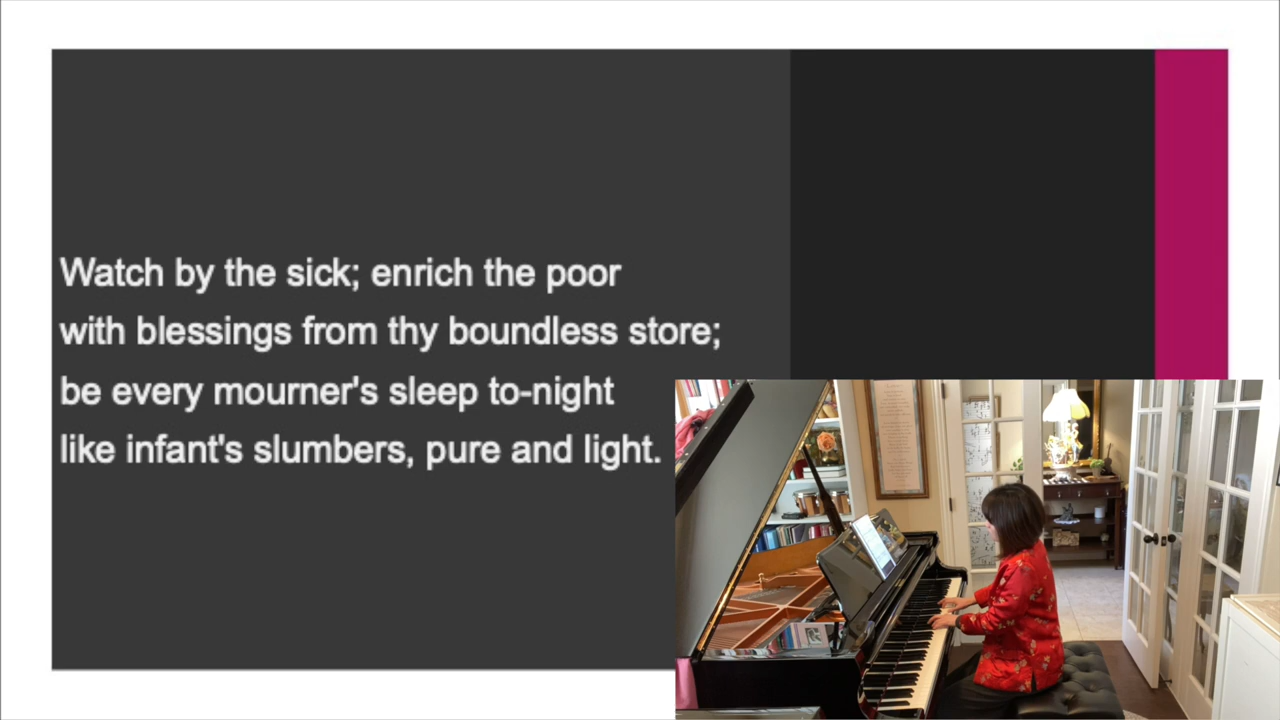 Watch by the sick; enrich the poor
with blessings from thy boundless store;
be every mourner's sleep to-night
like infant's slumbers, pure and light.